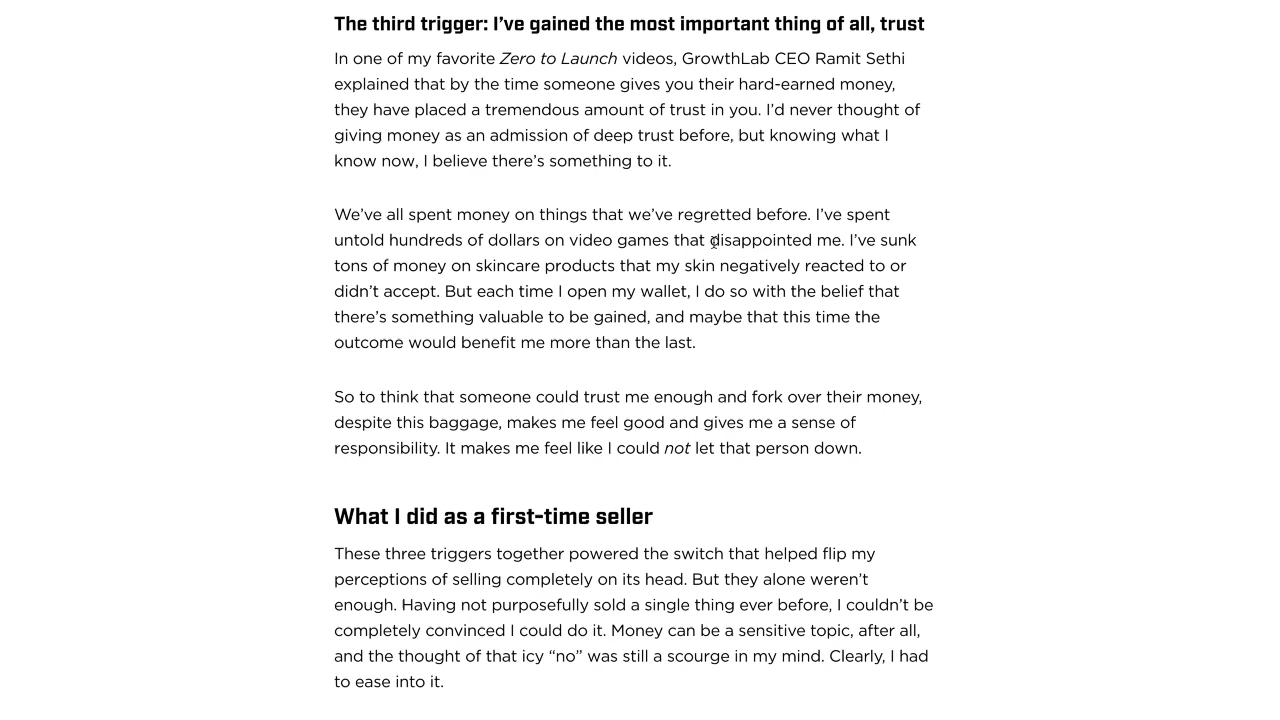 The third trigger: I’ve gained the most important thing of all, trust
In one of my favorite Zero to Launch videos, GrowthLab CEO Ramit Sethi
explained that by the time someone gives you their hard-earned money,
they have placed a tremendous amount of trust in you. I’d never thought of
giving money as an admission of deep trust before, but knowing what I
know now, I believe there’s something to it.
We’ve all spent money on things that we’ve regretted before. I’ve spent
untold hundreds of dollars on video games that disappointed me. I’ve sunk
tons of money on skincare products that my skin negatively reacted to or
didn’t accept. But each time I open my wallet, I do so with the belief that
there’s something valuable to be gained, and maybe that this time the
outcome would benefit me more than the last.
So to think that someone could trust me enough and fork over their money,
despite this baggage, makes me feel good and gives me a sense of
responsibility. It makes me feel like I could not let that person down.
What I did as a first-time seller
These three triggers together powered the switch that helped flip my
perceptions of selling completely on its head. But they alone weren’t
enough. Having not purposefully sold a single thing ever before, I couldn’t be
completely convinced I could do it. Money can be a sensitive topic, after all,
and the thought of that icy “no” was still a scourge in my mind. Clearly, I had
to ease into it.